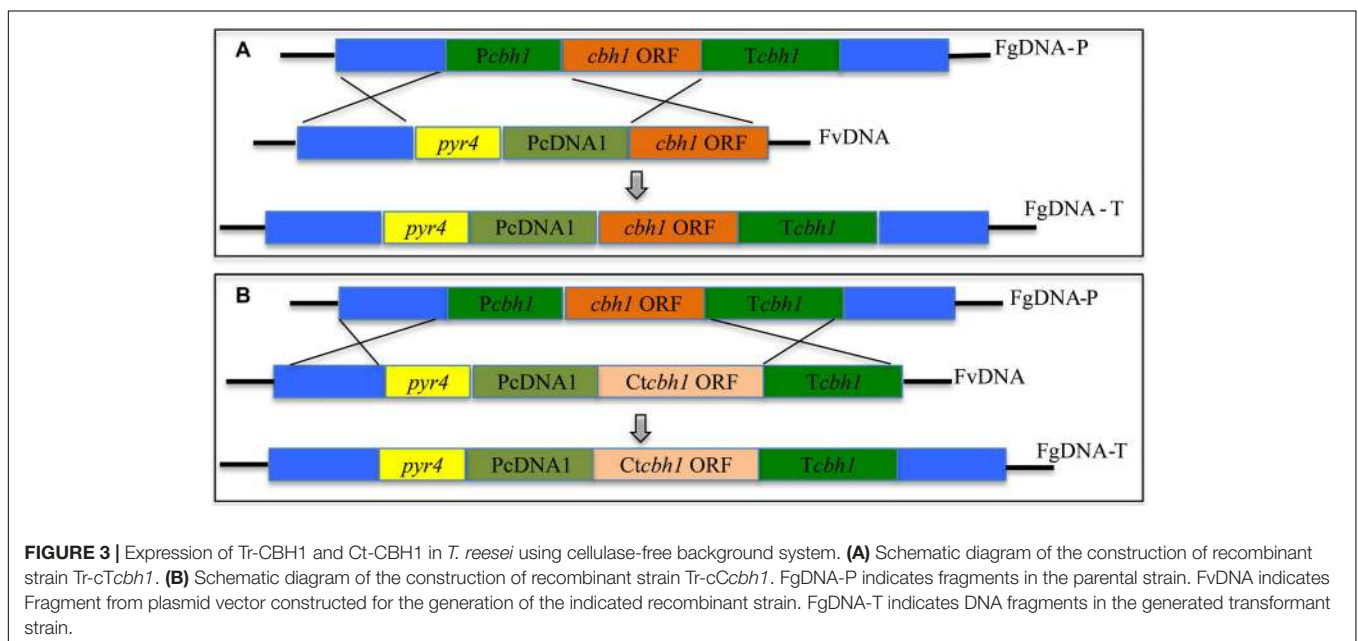 A
Pcbh1 cbh1 ORF Tcbh1 FgDNA-P
pyr4 PcDNA1 cbh1 ORF FvDNA
pyr4 PcDNA1 cbh1 ORF Tcbh1 FgDNA - T
B
Pcbh1 cbh1 ORF Tcbh1 FgDNA-P
pyr4 PcDNA1 Ctcbh1 ORF Tcbh1 FvDNA
pyr4 PcDNA1 Ctcbh1 ORF Tcbh1 FgDNA-T
FIGURE 3 | Expression of Tr-CBH1 and Ct-CBH1 in T. reesei using cellulase-free background system. (A) Schematic diagram of the construction of recombinant
strain Tr-cTcbh1. (B) Schematic diagram of the construction of recombinant strain Tr-cCcbh1. FgDNA-P indicates fragments in the parental strain. FvDNA indicates
Fragment from plasmid vector constructed for the generation of the indicated recombinant strain. FgDNA-T indicates DNA fragments in the generated transformant
strain.